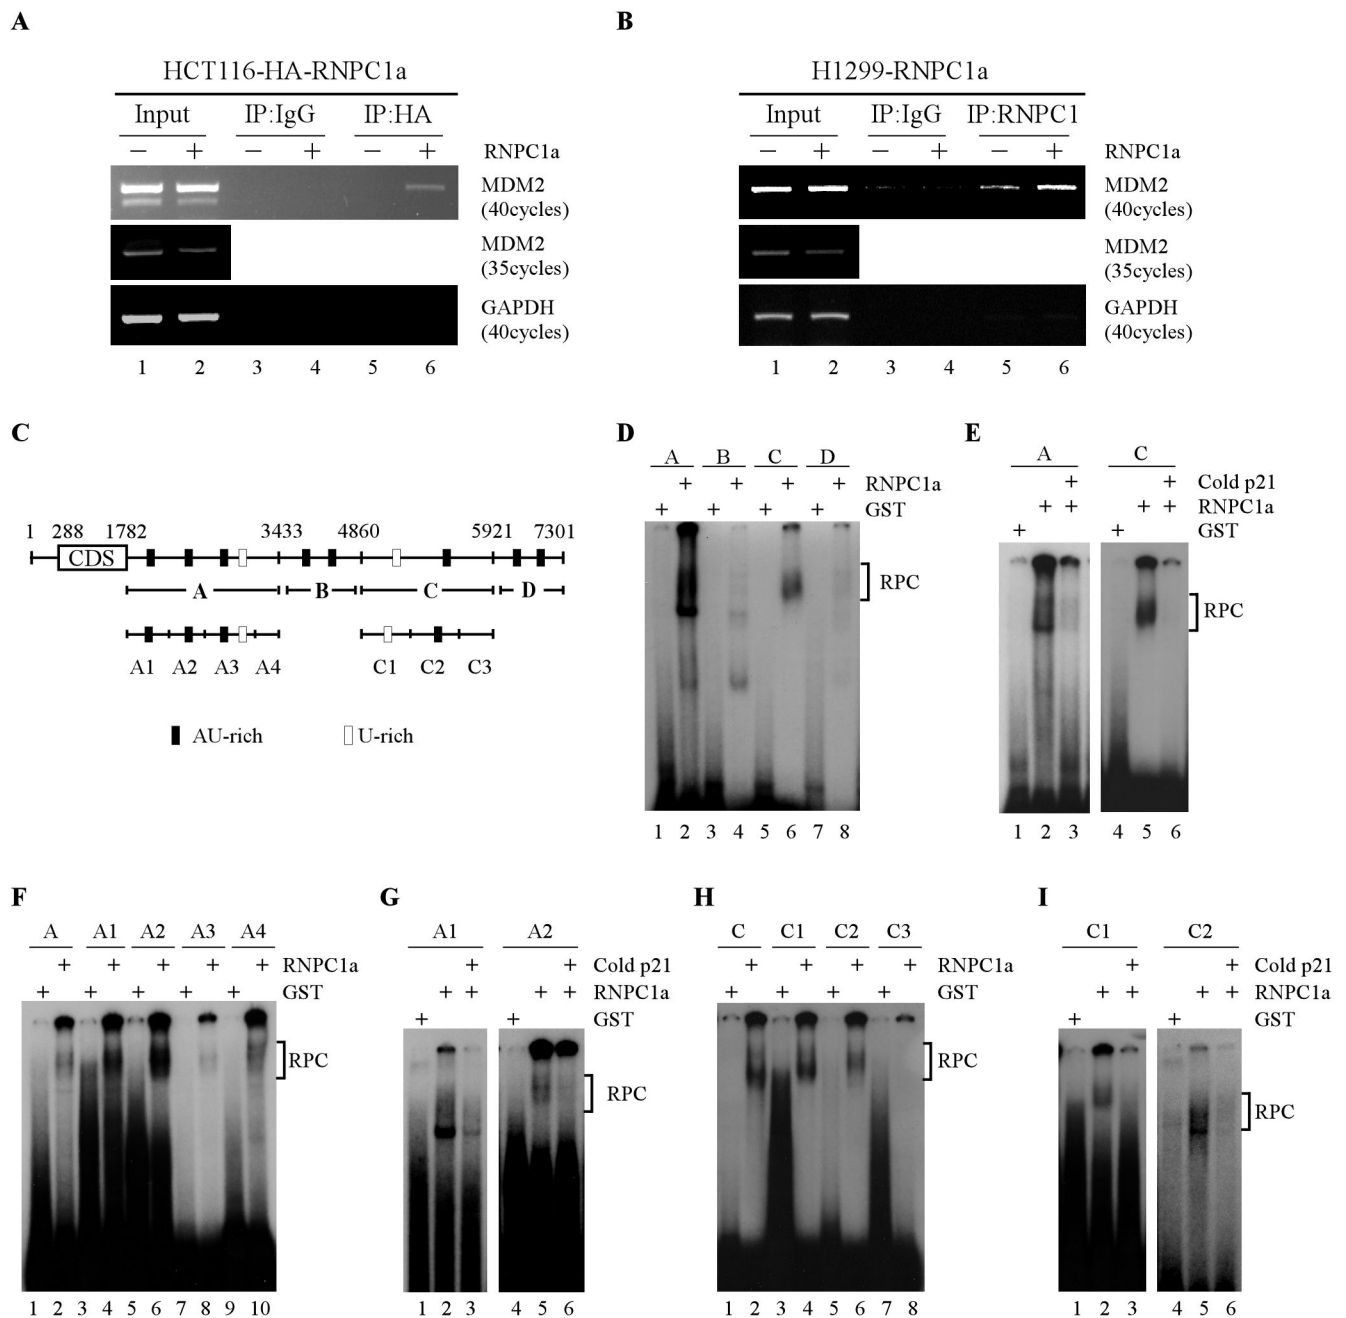 A
HCT116-HA-RNPC1a
Input IP:IgG IP:HA
− + − + − + RNPC1a
MDM2
(40cycles)
MDM2
(35cycles)
GAPDH
(40cycles)
1 2 3 4 5 6
B
H1299-RNPC1a
Input IP:IgG IP:RNPC1
− + − + − + RNPC1a
MDM2
(40cycles)
MDM2
(35cycles)
GAPDH
(40cycles)
1 2 3 4 5 6
C
1 288 1782 3433 4860 5921 7301
CDS
A B C D
A1 A2 A3 A4 C1 C2 C3
AU-rich U-rich
D
A B C D
+ + + + RNPC1a
+ + + + GST
RPC
1 2 3 4 5 6 7 8
E
A C
+ + Cold p21
+ + + + RNPC1a
+ + GST
RPC
1 2 3 4 5 6
F
A A1 A2 A3 A4
+ + + + + RNPC1a
+ + + + + GST
RPC
1 2 3 4 5 6 7 8 9 10
G
A1 A2
+ + Cold p21
+ + + + RNPC1a
+ + GST
RPC
1 2 3 4 5 6
H
C C1 C2 C3
+ + + + RNPC1a
+ + + + GST
RPC
1 2 3 4 5 6 7 8
I
C1 C2
+ + Cold p21
+ + + + RNPC1a
+ + GST
RPC
1 2 3 4 5 6